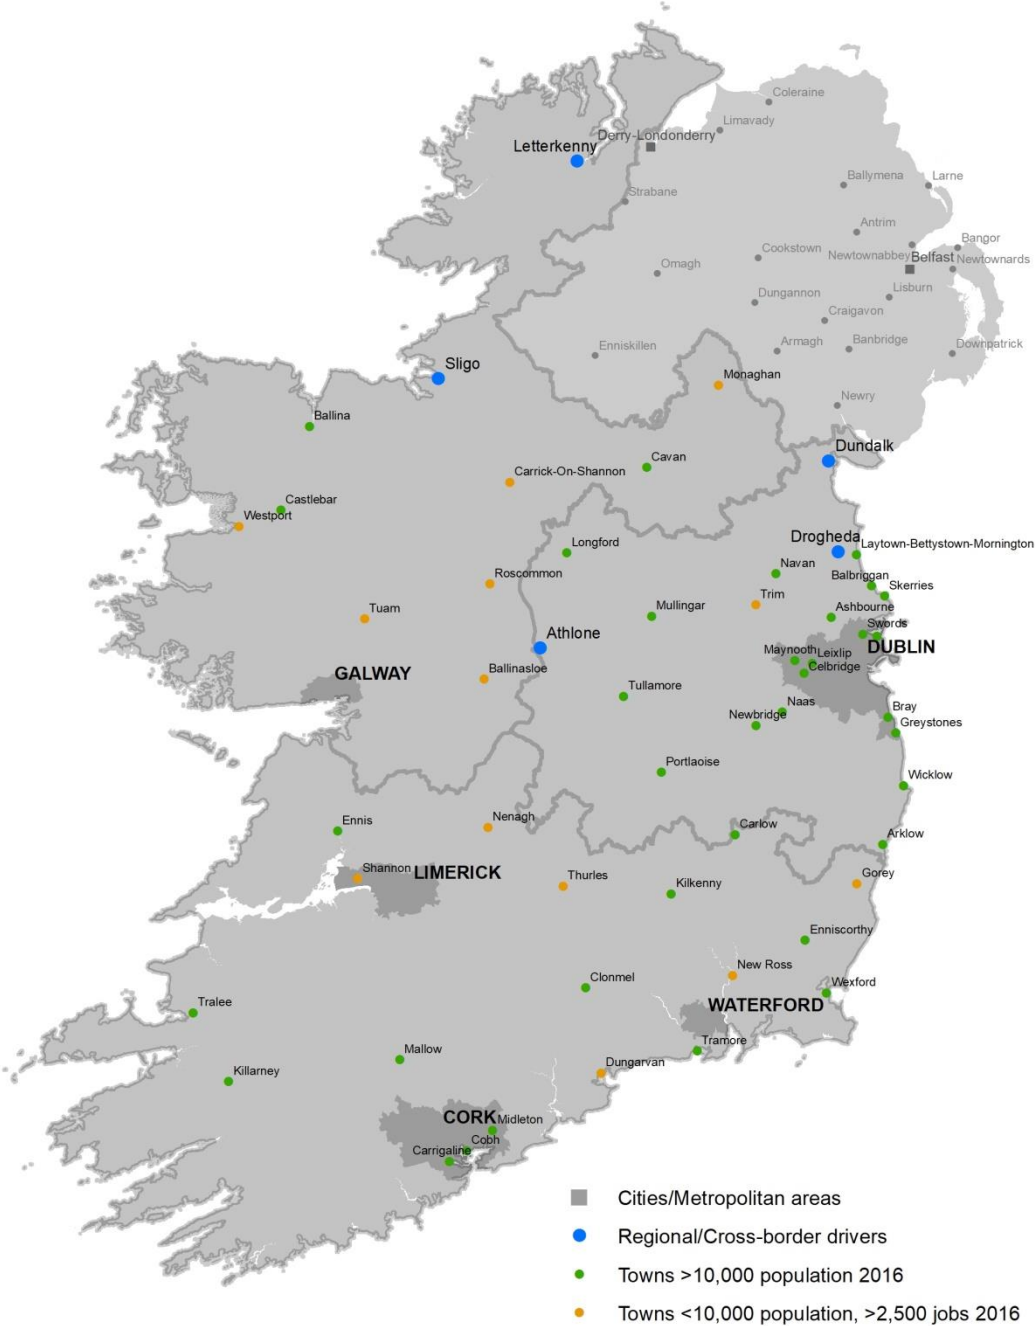 Coleraine
Limavady
Derry-Londonderry
Letterkenny
Ballymena
Larne
Strabane
Antrim
Bangor
Cookstown
Newtownabbey
Belfast
Newtownards
Omagh
Lisburn
Dungannon
Craigavon
Banbridge
Armagh
Downpatrick
Enniskillen
Sligo
Monaghan
Newry
Ballina
Dundalk
Cavan
Carrick-On-Shannon
Castlebar
Westport
Drogheda
Laytown-Bettystown-Mornington
Longford
Navan
Roscommon
Balbriggan
Skerries
Trim
Tuam
Mullingar
Ashbourne
Swords
Athlone
DUBLIN
Maynooth
Leixlip
Celbridge
GALWAY
Ballinasloe
Tullamore
Naas
Bray
Newbridge
Greystones
Portlaoise
Wicklow
Ennis
Nenagh
Carlow
Arklow
Shannon
LIMERICK
Thurles
Kilkenny
Gorey
Enniscorthy
New Ross
Clonmel
Wexford
Tralee
WATERFORD
Tramore
Mallow
Dungarvan
Killarney
CORK
Midleton
Cobh
Carrigaline
Cities/Metropolitan areas
Regional/Cross-border drivers
Towns >10,000 population 2016
Towns <10,000 population, >2,500 jobs 2016